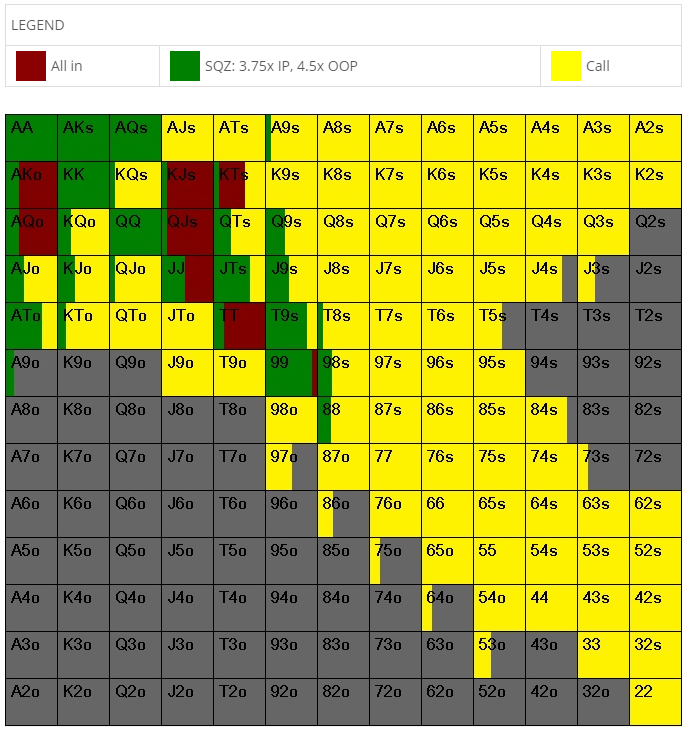 LEGEND
All in SQZ: 3.75x IP, 4.5x OOP Call
AA AKs AQs AJs ATs A9s A8s A7s A6s A5s A4s A3s A2s
AKo KK KQs KJs KTs K9s K8s K7s K6s K5s K4s K3s K2s
AQo KQo QQ QJs QTs Q9s Q8s Q7s Q6s Q5s Q4s Q3s Q2s
AJo KJo QJo JJ JTs J9s J8s J7s J6s J5s J4s J3s J2s
ATo KTo QTo JTo TT T9s T8s T7s T6s T5s T4s T3s T2s
A9o K9o Q9o J9o T9o 99 98s 97s 96s 95s 94s 93s 92s
A8o K8o Q8o J8o T8o 98o 88 87s 86s 85s 84s 83s 82s
A7o K7o Q7o J7o T7o 97o 87o 77 76s 75s 74s 73s 72s
A6o K6o Q6o J6o T6o 96o 86o 76o 66 65s 64s 63s 62s
A5o K5o Q5o J5o T5o 95o 85o 75o 65o 55 54s 53s 52s
A4o K4o Q4o J4o T4o 94o 84o 74o 64o 54o 44 43s 42s
A3o K3o Q3o J3o T3o 93o 83o 73o 63o 53o 43o 33 32s
A2o K2o Q2o J2o T2o 92o 82o 72o 62o 52o 42o 32o 22